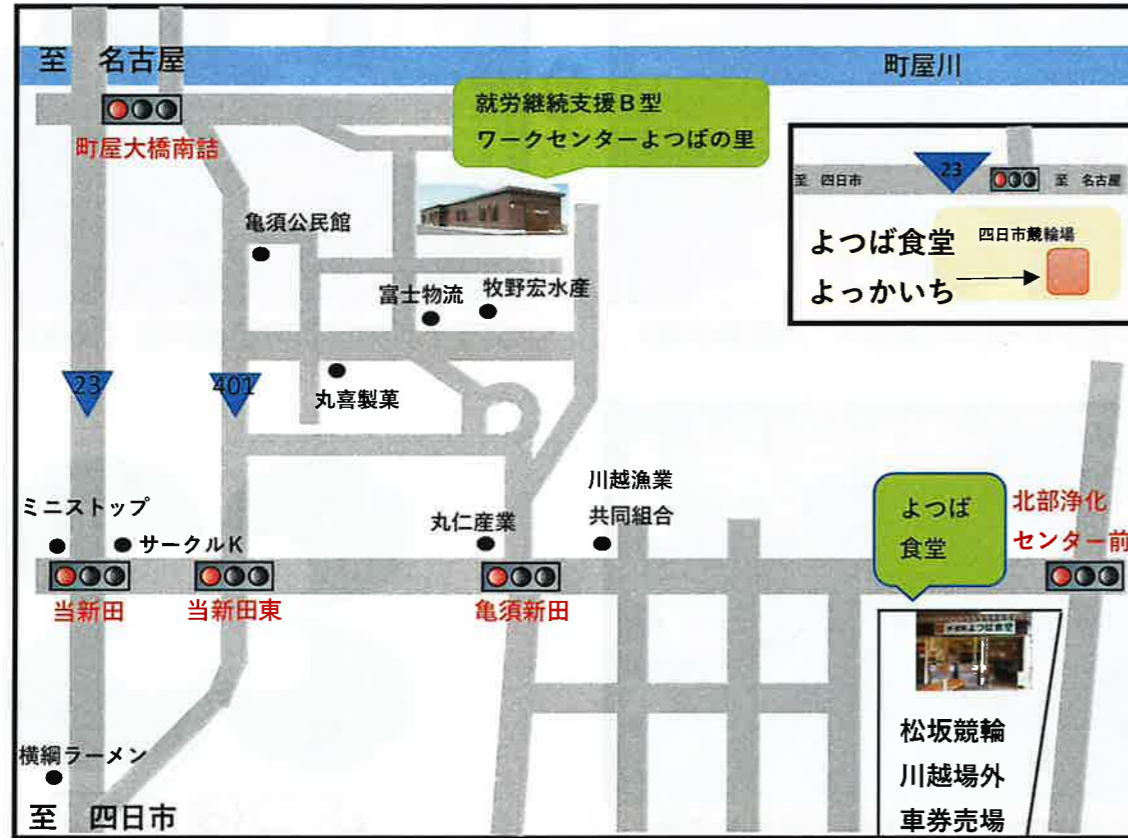 至 名古屋
町屋川
町屋大橋南詰
就労継続支援B型
ワークセンターよつばの里
至 四日市
23
至 名古屋
四日市競輪場
よつば食堂
よっかいち
亀須公民館
富士物流
牧野宏水産
丸喜製菓
23
401
ミニストップ
サークルK
丸仁産業
川越漁業
共同組合
よつば
食堂
北部浄化
センター前
当新田
当新田東
亀須新田
よつば食堂
松坂競輪
川越場外
車券売場
横綱ラーメン
至 四日市